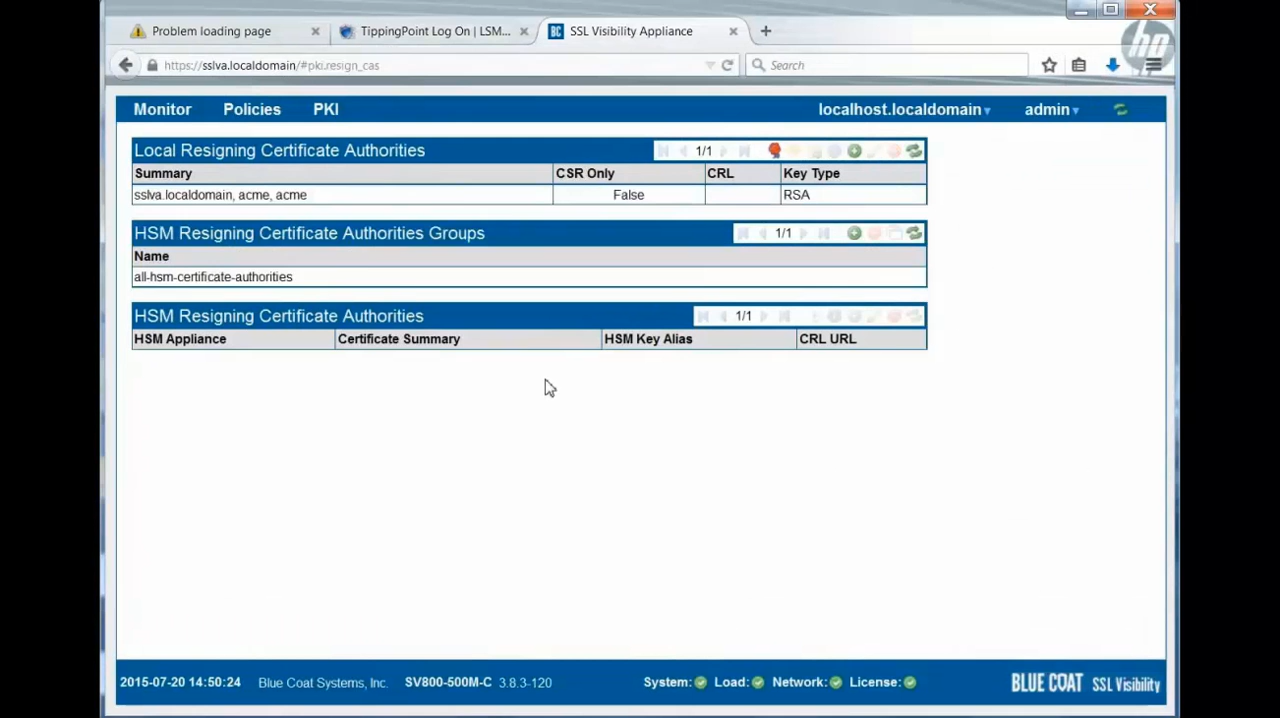 Problem loading page
TippingPoint Log On | LSM...
BC SSL Visibility Appliance
https://sslva.localdomain/#pki.resign_cas
Search
hp
Monitor Policies PKI localhost.localdomain admin
Local Resigning Certificate Authorities 1/1
Summary CSR Only CRL Key Type
sslva.localdomain, acme, acme False RSA
HSM Resigning Certificate Authorities Groups 1/1
Name
all-hsm-certificate-authorities
HSM Resigning Certificate Authorities 1/1
HSM Appliance Certificate Summary HSM Key Alias CRL URL
2015-07-20 14:50:24 Blue Coat Systems, Inc. SV800-500M-C 3.8.3-120 System: Load: Network: License: BLUE COAT SSL Visibility